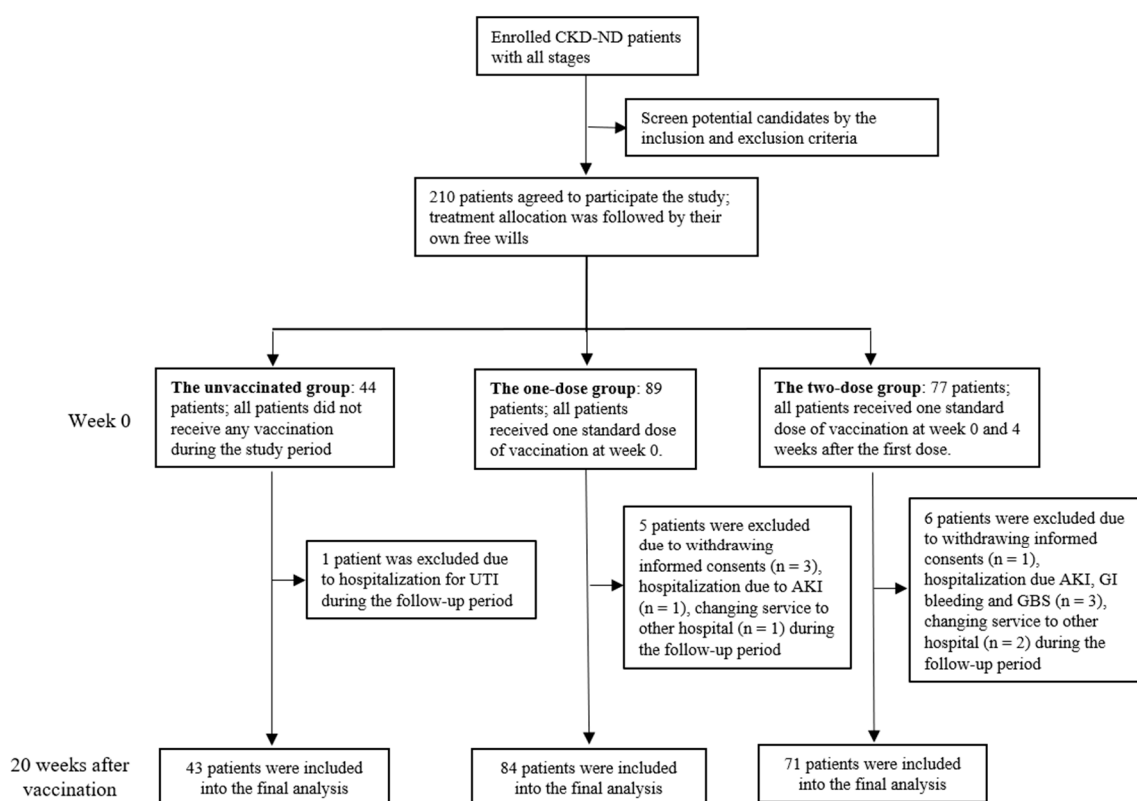 Enrolled CKD-ND patients
with all stages
Screen potential candidates by the
inclusion and exclusion criteria
210 patients agreed to participate the study;
treatment allocation was followed by their
own free wills
Week 0
The unvaccinated group: 44
patients; all patients did not
receive any vaccination
during the study period
The one-dose group: 89
patients; all patients
received one standard dose
of vaccination at week 0.
The two-dose group: 77 patients;
all patients received one standard
dose of vaccination at week 0 and 4
weeks after the first dose.
1 patient was excluded due
to hospitalization for UTI
during the follow-up period
5 patients were excluded
due to withdrawing
informed consents (n = 3),
hospitalization due to AKI
(n = 1), changing service to
other hospital (n = 1) during
the follow-up period
6 patients were excluded due
to withdrawing informed
consents (n = 1),
hospitalization due AKI, GI
bleeding and GBS (n = 3),
changing service to other
hospital (n = 2) during the
follow-up period
20 weeks after
vaccination
43 patients were included
into the final analysis
84 patients were included
into the final analysis
71 patients were included
into the final analysis